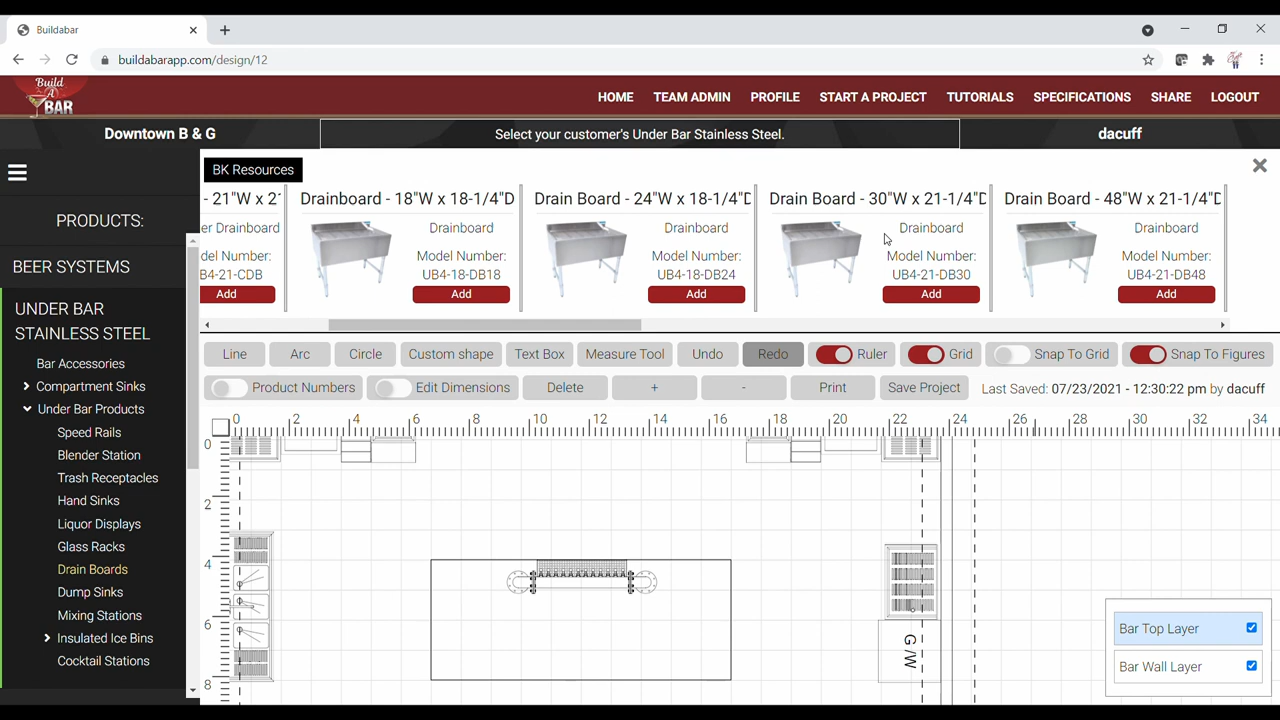 Buildabar
buildabarapp.com/design/12
Build
A
BAR
HOME TEAM ADMIN PROFILE START A PROJECT TUTORIALS SPECIFICATIONS SHARE LOGOUT
Downtown B & G
Select your customer's Under Bar Stainless Steel.
dacuff
PRODUCTS:
BEER SYSTEMS
UNDER BAR
STAINLESS STEEL
Bar Accessories
Compartment Sinks
Under Bar Products
Speed Rails
Blender Station
Trash Receptacles
Hand Sinks
Liquor Displays
Glass Racks
Drain Boards
Dump Sinks
Mixing Stations
Insulated Ice Bins
Cocktail Stations
BK Resources
- 21"W x 2
er Drainboard
del Number:
B4-21-CDB
Add
Drainboard - 18"W x 18-1/4"D
Drainboard
Model Number:
UB4-18-DB18
Add
Drain Board - 24"W x 18-1/4"D
Drainboard
Model Number:
UB4-18-DB24
Add
Drain Board - 30"W x 21-1/4"D
Drainboard
Model Number:
UB4-21-DB30
Add
Drain Board - 48"W x 21-1/4"D
Drainboard
Model Number:
UB4-21-DB48
Add
Line Arc Circle Custom shape Text Box Measure Tool Undo Redo Ruler Grid Snap To Grid Snap To Figures
Product Numbers Edit Dimensions Delete + - Print Save Project Last Saved: 07/23/2021 - 12:30:22 pm by dacuff
0 2 4 6 8 10 12 14 16 18 20 22 24 26 28 30 32 34
0
2
4
6
8
G/W
Bar Top Layer
Bar Wall Layer